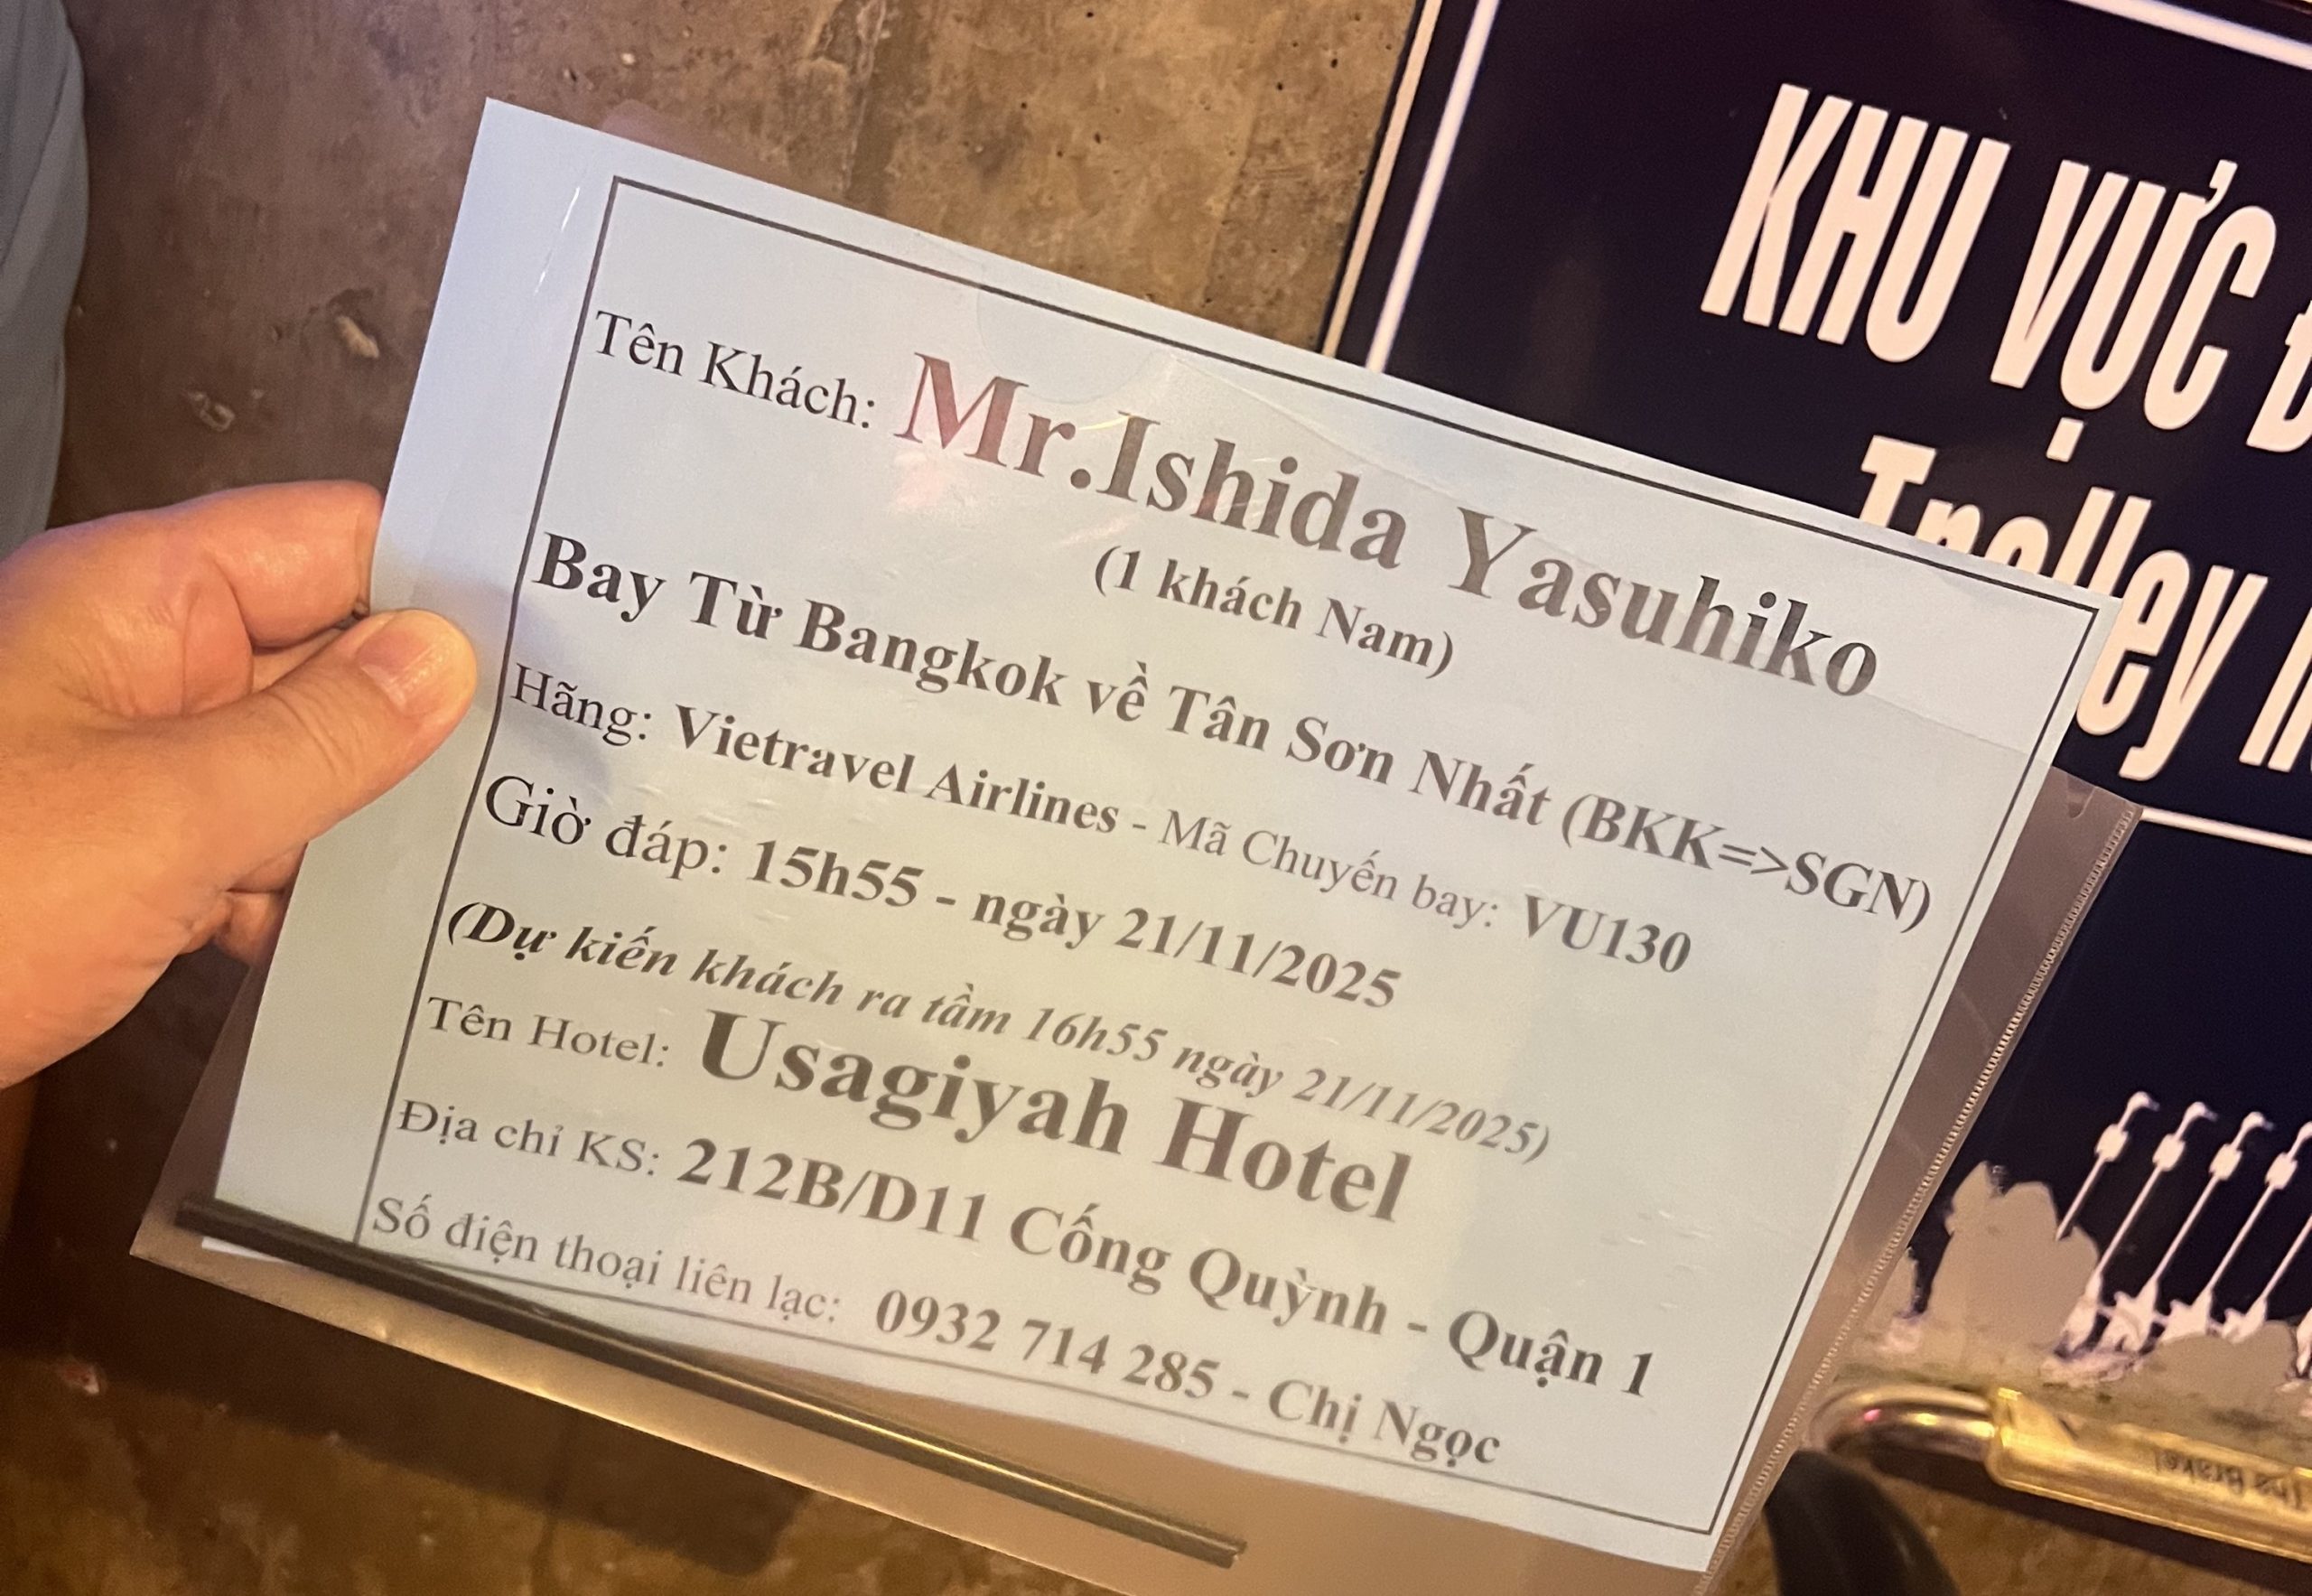 Tên Khách: Mr.Ishida Yasuhiko
(1 khách Nam)
Bay Từ Bangkok về Tân Sơn Nhất (BKK=>SGN)
Hãng: Vietravel Airlines - Mã Chuyến bay: VU130
Giờ đáp: 15h55 - ngày 21/11/2025
(Dự kiến khách ra tầm 16h55 ngày 21/11/2025)
Tên Hotel: Usagiyah Hotel
Địa chỉ KS: 212B/D11 Cống Quỳnh - Quận 1
Số điện thoại liên lạc: 0932 714 285 - Chị Ngọc
KHU VỰC Đ
Trolley